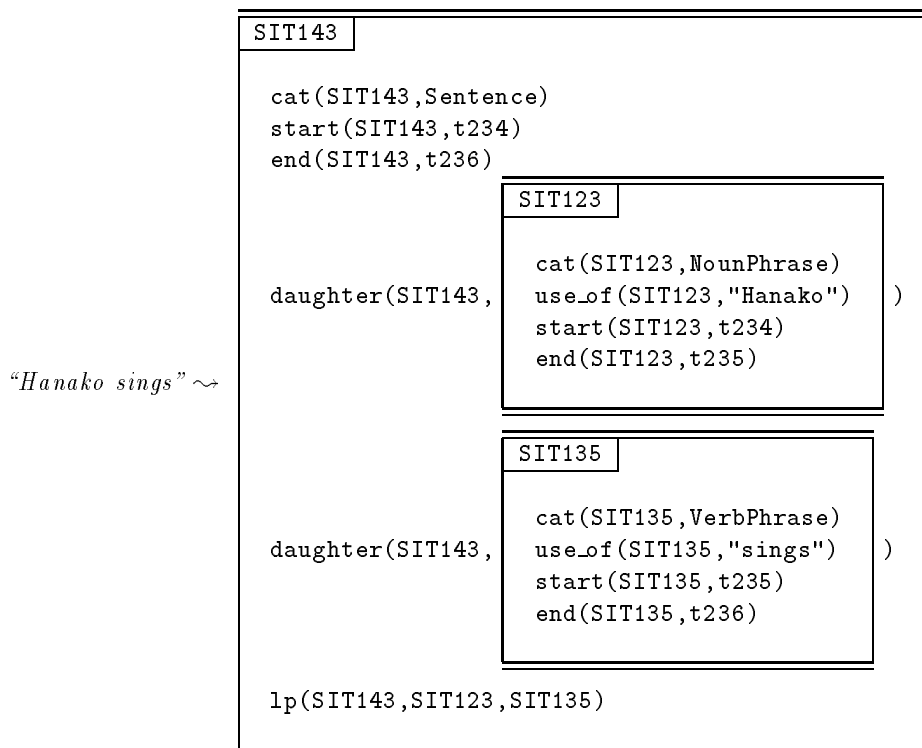 SIT143
cat(SIT143,Sentence)
start(SIT143,t234)
end(SIT143,t236)
SIT123
cat(SIT123,NounPhrase)
daughter(SIT143, use_of(SIT123,"Hanako") )
start(SIT123,t234)
end(SIT123,t235)
“Hanako sings” ⇝
SIT135
cat(SIT135,VerbPhrase)
daughter(SIT143, use_of(SIT135,"sings") )
start(SIT135,t235)
end(SIT135,t236)
lp(SIT143,SIT123,SIT135)